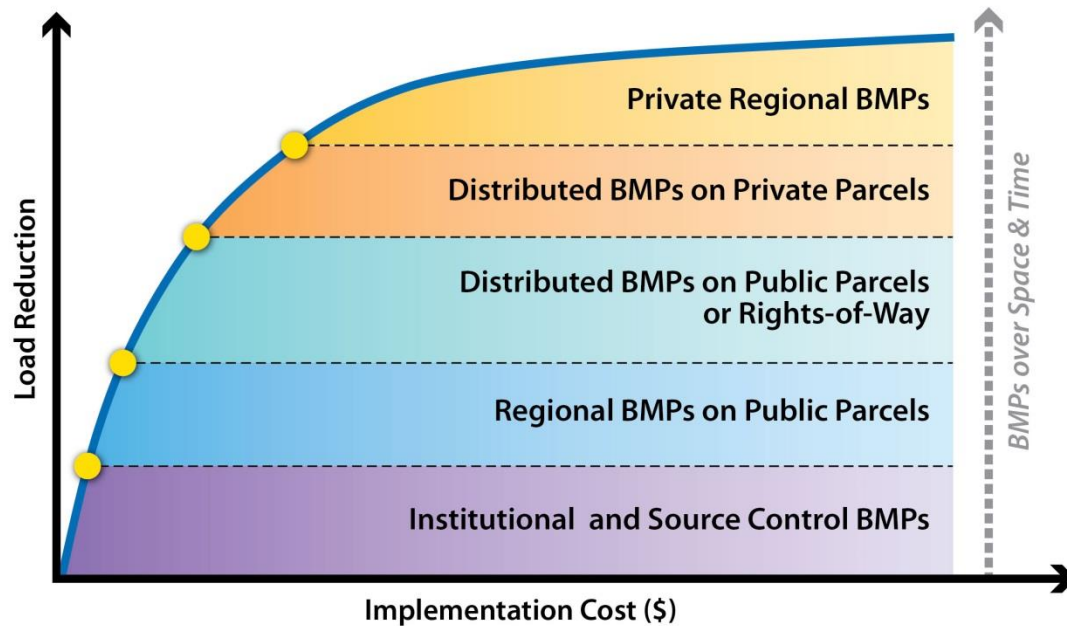 Private Regional BMPs
Distributed BMPs on Private Parcels
Distributed BMPs on Public Parcels
or Rights-of-Way
Regional BMPs on Public Parcels
Institutional and Source Control BMPs
Load Reduction
Implementation Cost ($)
BMPs over Space & Time